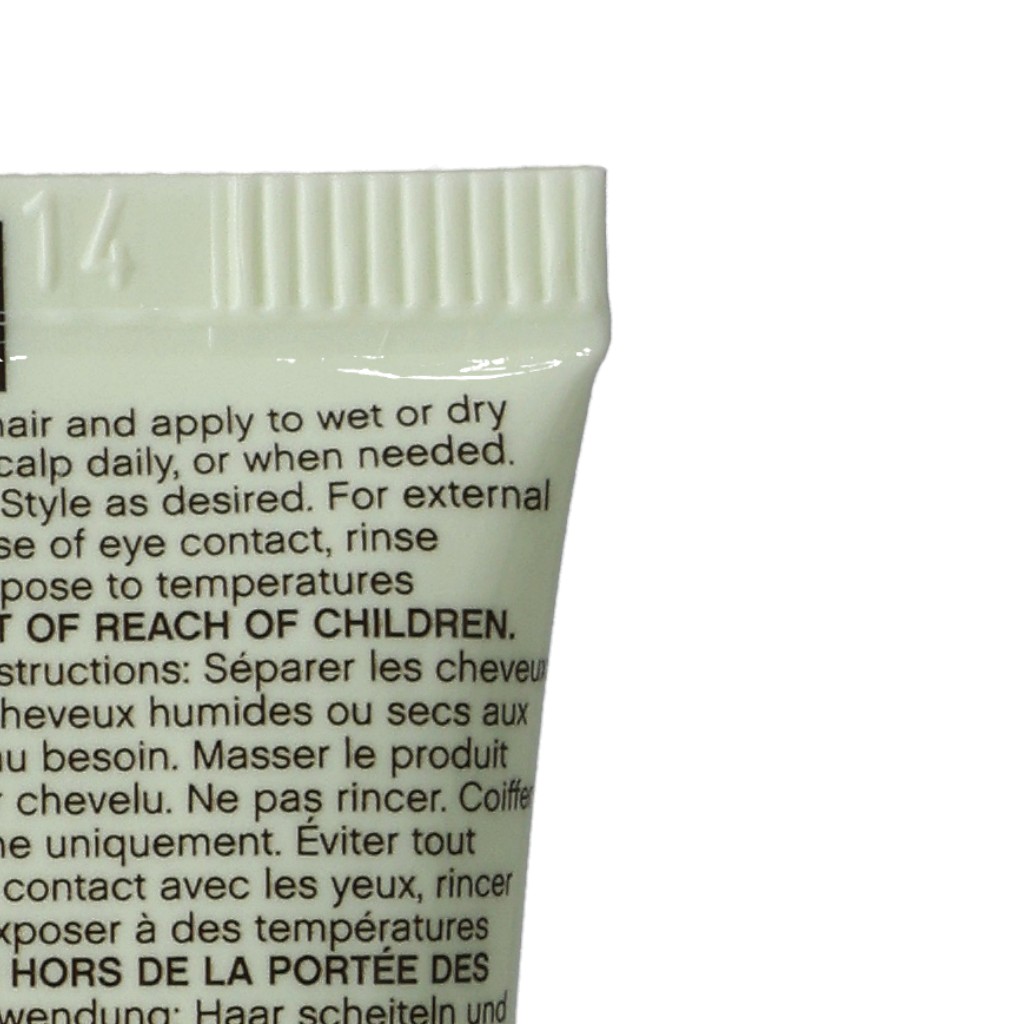 14
hair and apply to wet or dry
scalp daily, or when needed.
Style as desired. For external
se of eye contact, rinse
pose to temperatures
T OF REACH OF CHILDREN.
structions: Séparer les cheveux
heveux humides ou secs aux
au besoin. Masser le produit
r chevelu. Ne pas rincer. Coiffer
ne uniquement. Éviter tout
contact avec les yeux, rincer
xposer à des températures
HORS DE LA PORTÉE DES
wendung: Haar scheiteln und